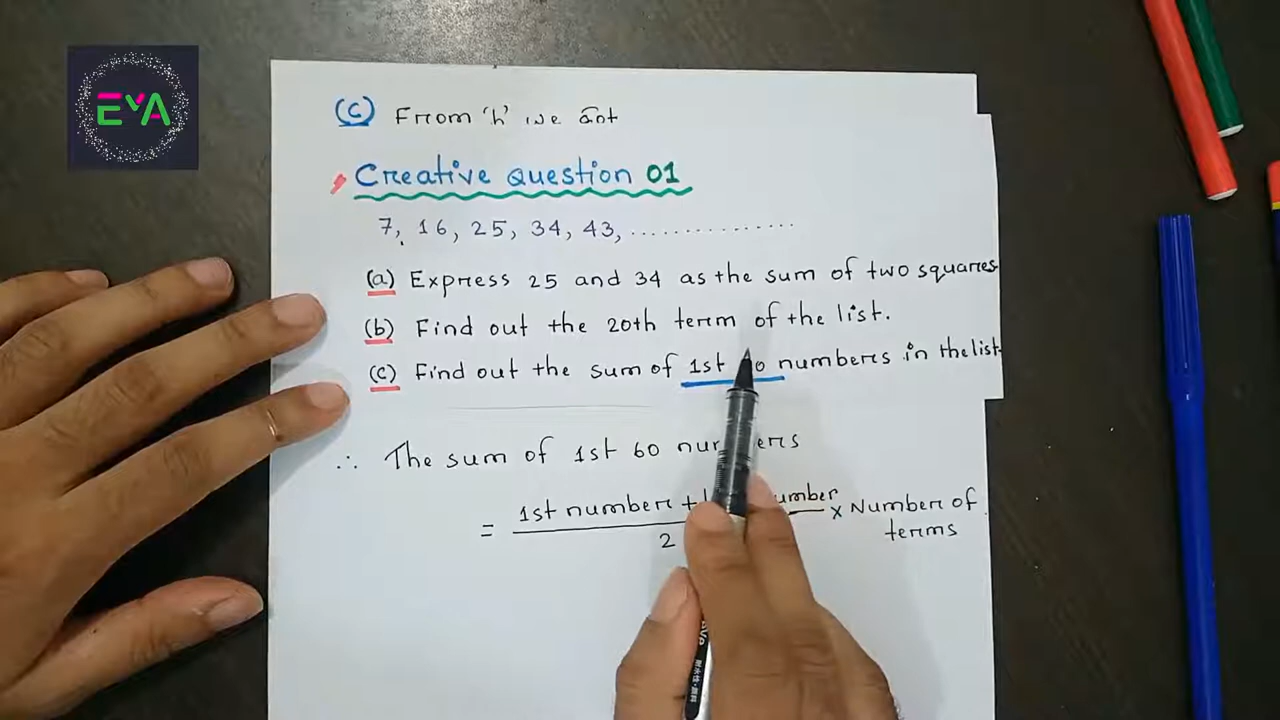 EYA
(c) From 'h' we Got
Creative question 01
7, 16, 25, 34, 43, ...............
(a) Express 25 and 34 as the sum of two squares
(b) Find out the 20th term of the list.
(c) Find out the sum of 1st numbers in the list
∴ The sum of 1st 60
= 1st number + × Number of
2 terms